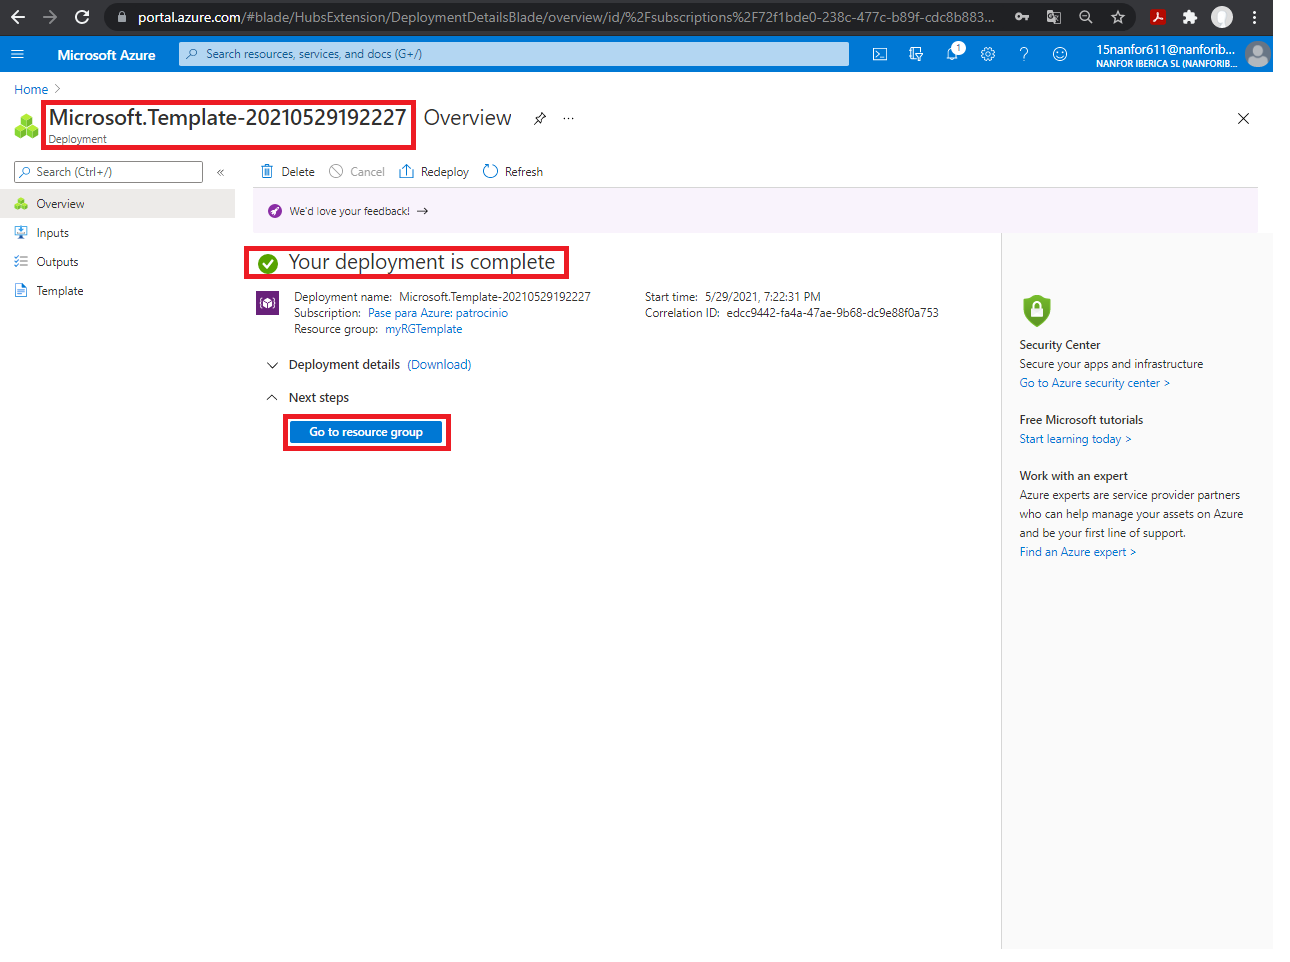 portal.azure.com/#blade/HubsExtension/DeploymentDetailsBlade/overview/id/%2Fsubscriptions%2F72f1bde0-238c-477c-b89f-cdc8b883...
Microsoft Azure
Search resources, services, and docs (G+/)
1
15nanfor611@nanforib...
NANFOR IBERICA SL (NANFORIB...
Home >
Microsoft.Template-20210529192227 Overview ...
Deployment
Search (Ctrl+/) «
Delete Cancel Redeploy Refresh
Overview
Inputs
Outputs
Template
We'd love your feedback! →
Your deployment is complete
Deployment name: Microsoft.Template-20210529192227
Subscription: Pase para Azure: patrocinio
Resource group: myRGTemplate
Start time: 5/29/2021, 7:22:31 PM
Correlation ID: edcc9442-fa4a-47ae-9b68-dc9e88f0a753
Deployment details (Download)
Next steps
Go to resource group
Security Center
Secure your apps and infrastructure
Go to Azure security center >
Free Microsoft tutorials
Start learning today >
Work with an expert
Azure experts are service provider partners
who can help manage your assets on Azure
and be your first line of support.
Find an Azure expert >